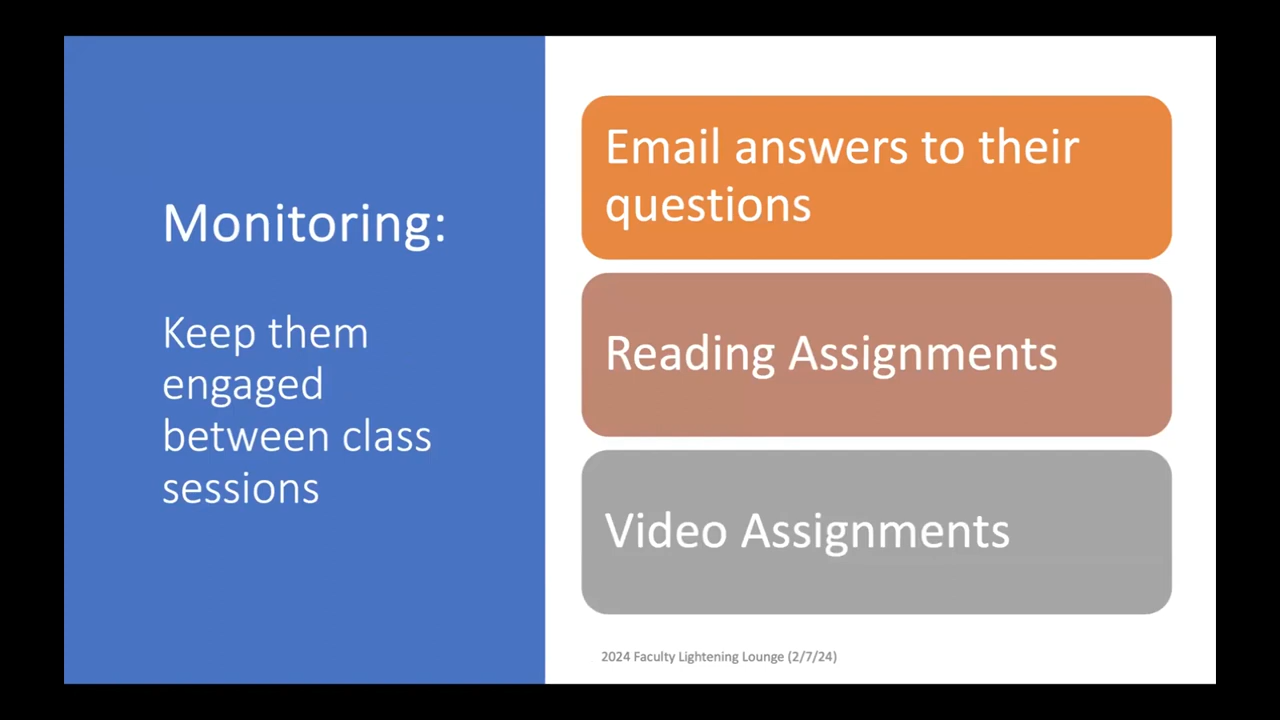 Monitoring:
Keep them
engaged
between class
sessions
Email answers to their
questions
Reading Assignments
Video Assignments
2024 Faculty Lightening Lounge (2/7/24)